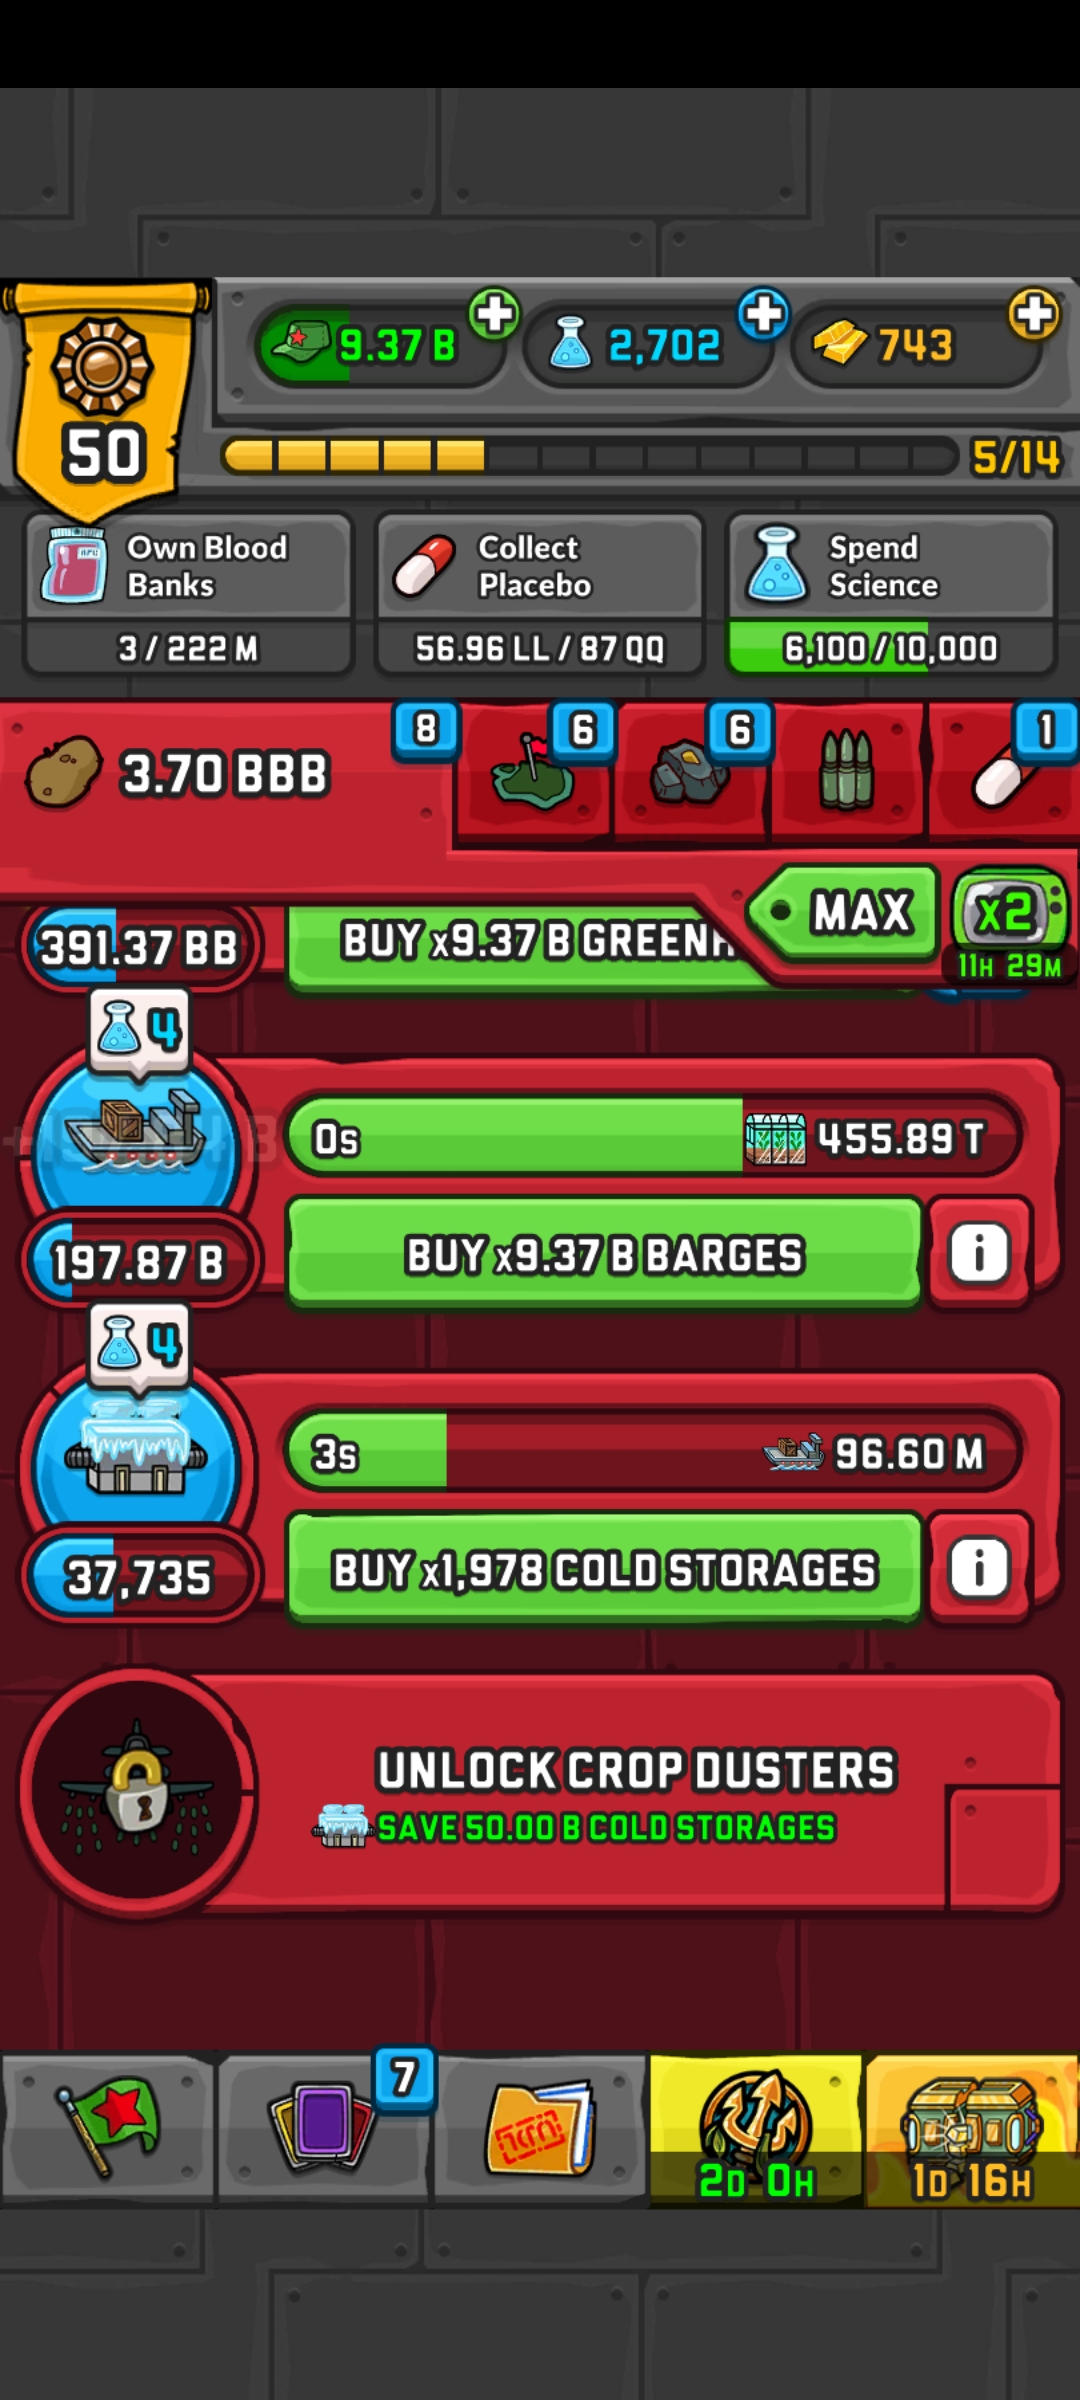 9.37 B
2,702
743
50
5/14
Own Blood
Banks
3 / 222 M
Collect
Placebo
56.96 LL / 87 QQ
Spend
Science
6,100 / 10,000
3.70 BBB
8
6
6
1
MAX
x2
11H 29M
391.37 BB
BUY x9.37 B GREENH
4
0s
455.89 T
197.87 B
BUY x9.37 B BARGES
i
4
3s
96.60 M
37,735
BUY x1,978 COLD STORAGES
i
UNLOCK CROP DUSTERS
SAVE 50.00 B COLD STORAGES
7
2D 0H
1D 16H